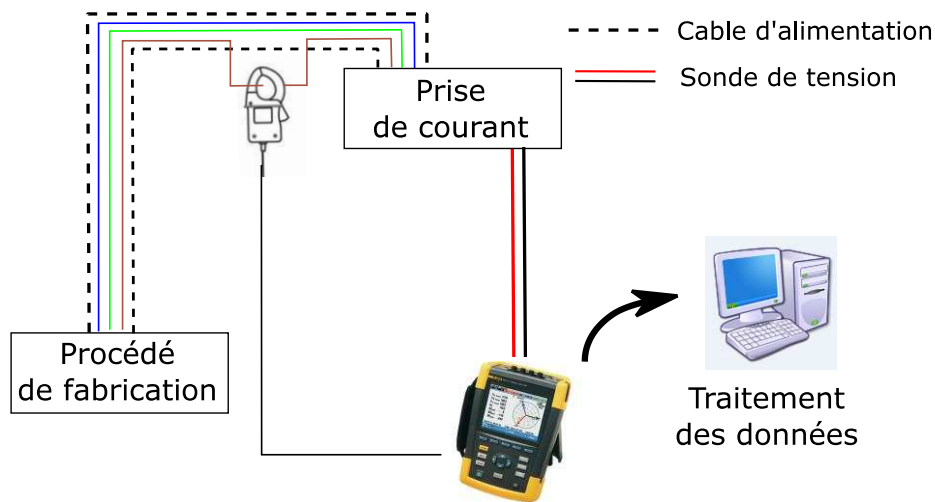 Cable d'alimentation
Sonde de tension
Prise
de courant
Procédé
de fabrication
Traitement
des données